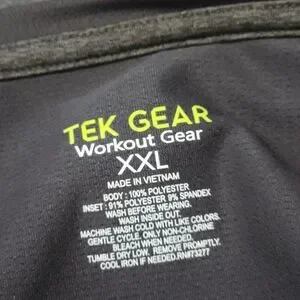 TEK GEAR
Workout Gear
XXL
MADE IN VIETNAM
BODY : 100% POLYESTER
INSET : 91% POLYESTER 9% SPANDEX
WASH BEFORE WEARING.
WASH INSIDE OUT.
MACHINE WASH COLD WITH LIKE COLORS.
GENTLE CYCLE. ONLY NON-CHLORINE
BLEACH WHEN NEEDED.
TUMBLE DRY LOW. REMOVE PROMPTLY.
COOL IRON IF NEEDED.RN#73277